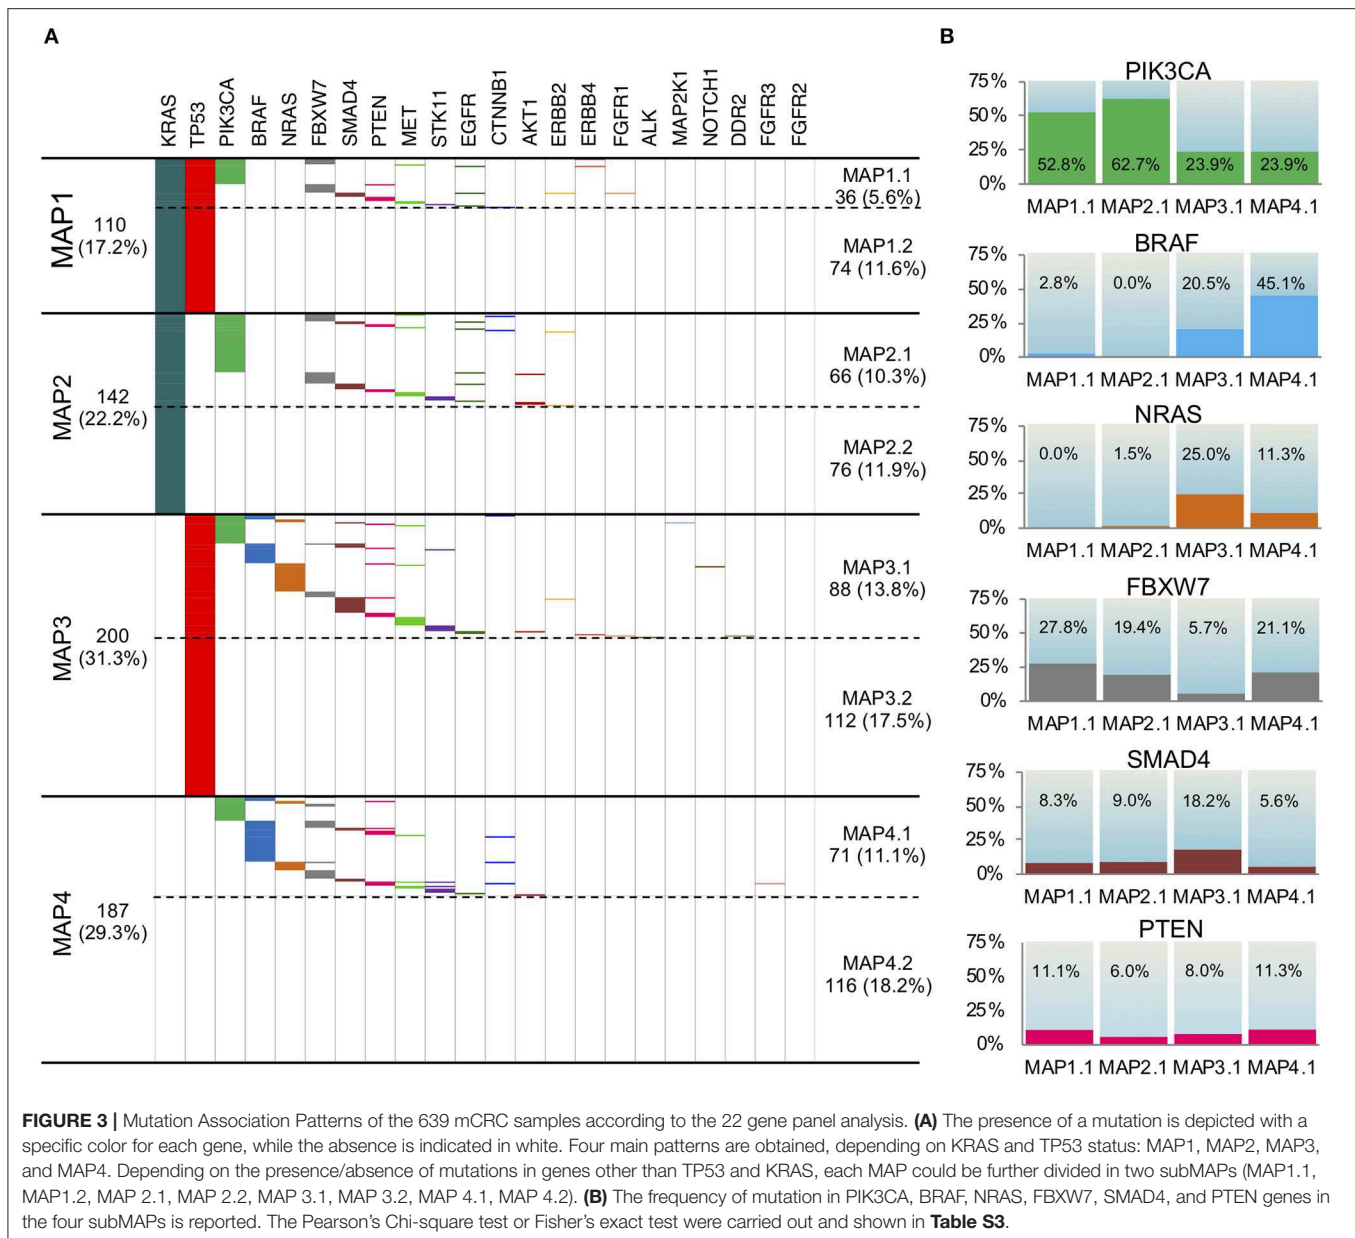 A
KRAS
TP53
PIK3CA
BRAF
NRAS
FBXW7
SMAD4
PTEN
MET
STK11
EGFR
CTNNB1
AKT1
ERBB2
ERBB4
FGFR1
ALK
MAP2K1
NOTCH1
DDR2
FGFR3
FGFR2
MAP1
110
(17.2%)
MAP1.1
36 (5.6%)
MAP1.2
74 (11.6%)
MAP2
142
(22.2%)
MAP2.1
66 (10.3%)
MAP2.2
76 (11.9%)
MAP3
200
(31.3%)
MAP3.1
88 (13.8%)
MAP3.2
112 (17.5%)
MAP4
187
(29.3%)
MAP4.1
71 (11.1%)
MAP4.2
116 (18.2%)
B
PIK3CA
75%
50%
25%
0%
52.8% 62.7% 23.9% 23.9%
MAP1.1 MAP2.1 MAP3.1 MAP4.1
BRAF
75%
50%
25%
0%
2.8% 0.0% 20.5% 45.1%
MAP1.1 MAP2.1 MAP3.1 MAP4.1
NRAS
75%
50%
25%
0%
0.0% 1.5% 25.0% 11.3%
MAP1.1 MAP2.1 MAP3.1 MAP4.1
FBXW7
75%
50%
25%
0%
27.8% 19.4% 5.7% 21.1%
MAP1.1 MAP2.1 MAP3.1 MAP4.1
SMAD4
75%
50%
25%
0%
8.3% 9.0% 18.2% 5.6%
MAP1.1 MAP2.1 MAP3.1 MAP4.1
PTEN
75%
50%
25%
0%
11.1% 6.0% 8.0% 11.3%
MAP1.1 MAP2.1 MAP3.1 MAP4.1
FIGURE 3 | Mutation Association Patterns of the 639 mCRC samples according to the 22 gene panel analysis. (A) The presence of a mutation is depicted with a
specific color for each gene, while the absence is indicated in white. Four main patterns are obtained, depending on KRAS and TP53 status: MAP1, MAP2, MAP3,
and MAP4. Depending on the presence/absence of mutations in genes other than TP53 and KRAS, each MAP could be further divided in two subMAPs (MAP1.1,
MAP1.2, MAP 2.1, MAP 2.2, MAP 3.1, MAP 3.2, MAP 4.1, MAP 4.2). (B) The frequency of mutation in PIK3CA, BRAF, NRAS, FBXW7, SMAD4, and PTEN genes in
the four subMAPs is reported. The Pearson's Chi-square test or Fisher's exact test were carried out and shown in Table S3.